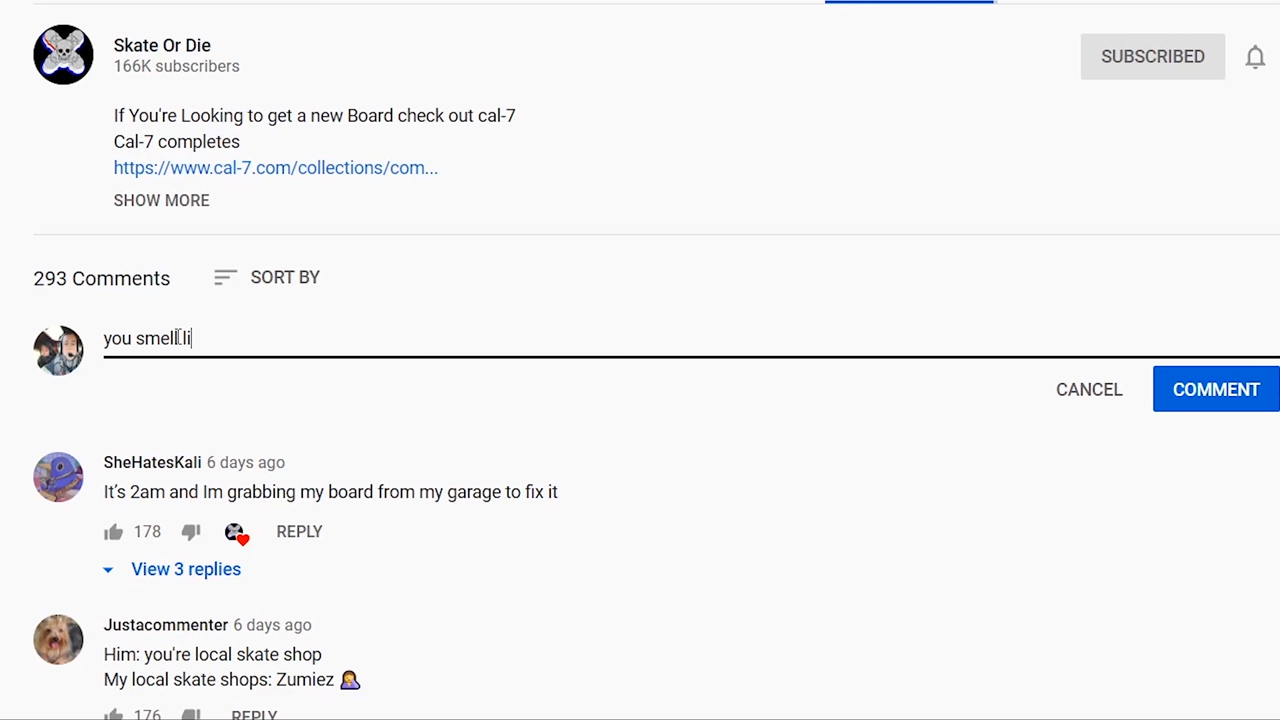 Skate Or Die
166K subscribers
SUBSCRIBED
If You're Looking to get a new Board check out cal-7
Cal-7 completes
https://www.cal-7.com/collections/com...
SHOW MORE
293 Comments
SORT BY
you smell li
CANCEL
COMMENT
SheHatesKali 6 days ago
It’s 2am and Im grabbing my board from my garage to fix it
178
REPLY
View 3 replies
Justacommenter 6 days ago
Him: you're local skate shop
My local skate shops: Zumiez 🤦‍♀️
176
REPLY